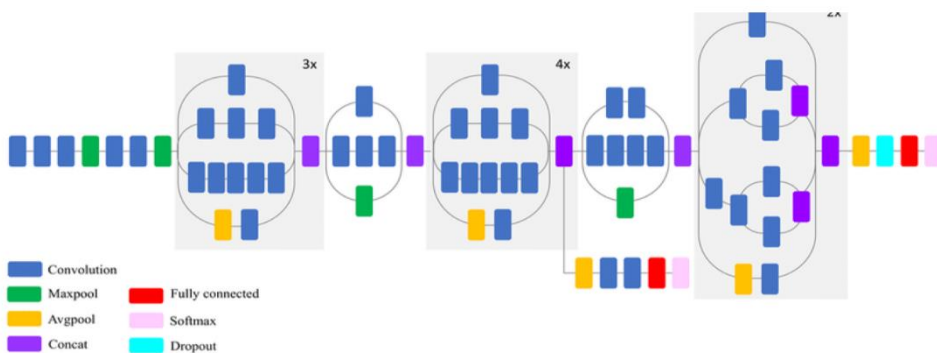 3x
4x
2x
Convolution
Maxpool
Fully connected
Avgpool
Softmax
Concat
Dropout